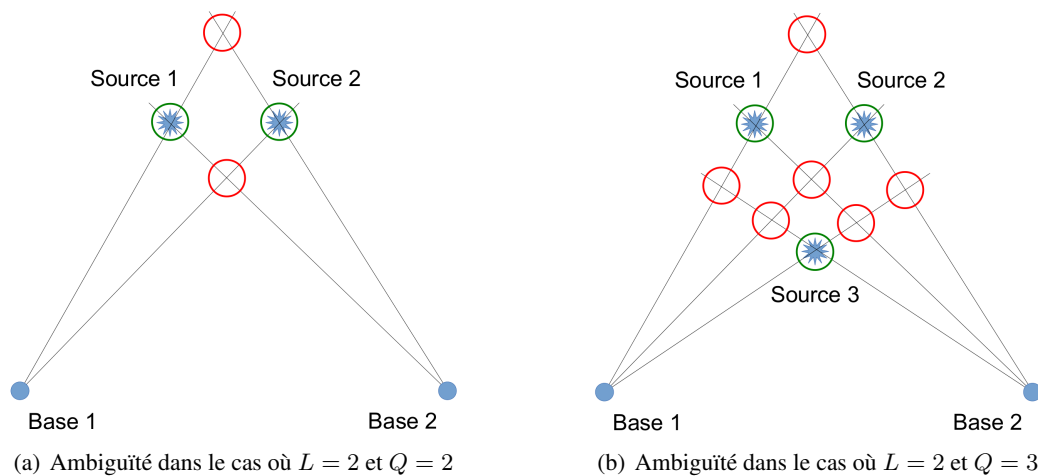 Source 1
Source 2
Base 1
Base 2
(a) Ambiguïté dans le cas où L = 2 et Q = 2
Source 1
Source 2
Source 3
Base 1
Base 2
(b) Ambiguïté dans le cas où L = 2 et Q = 3